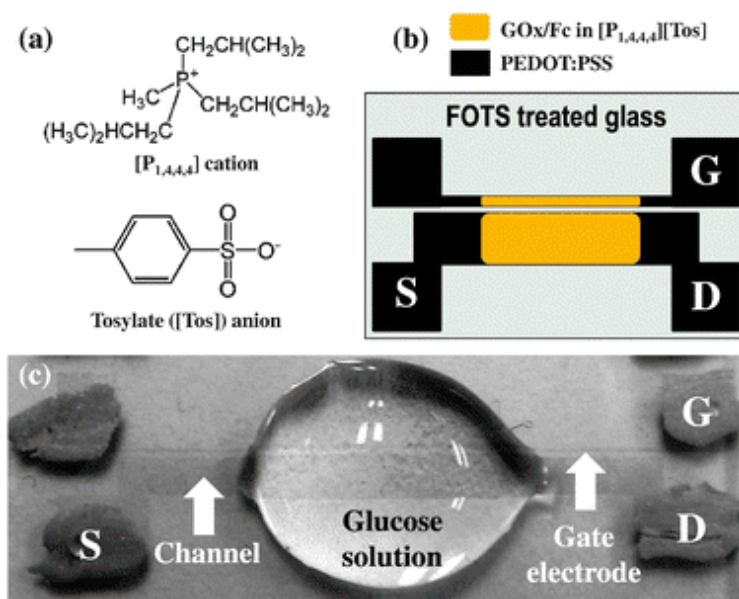 (a)
CH₂CH(CH₃)₂
P⁺
H₃C
CH₂CH(CH₃)₂
(H₃C)₂HCH₂C
[P₁,₄,₄,₄] cation
O
S
O⁻
O
Tosylate ([Tos]) anion
(b)
GOx/Fc in [P₁,₄,₄,₄][Tos]
PEDOT:PSS
FOTS treated glass
G
S
D
(c)
G
S
Channel
Glucose
solution
Gate
electrode
D